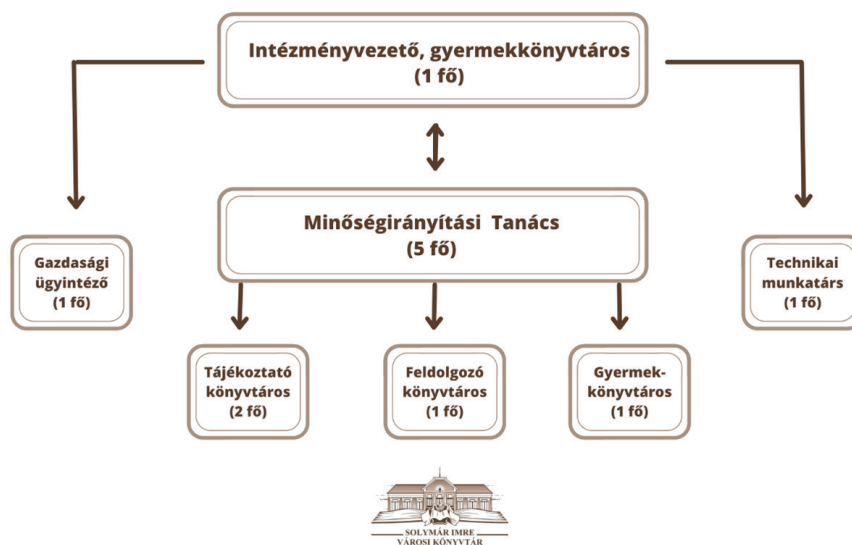 Intézményvezető, gyermekkönyvtáros
(1 fő)
Minőségirányítási Tanács
(5 fő)
Gazdasági
ügyintéző
(1 fő)
Technikai
munkatárs
(1 fő)
Tájékoztató
könyvtáros
(2 fő)
Feldolgozó
könyvtáros
(1 fő)
Gyermek-
könyvtáros
(1 fő)
SOLYMÁR IMRE
VÁROSI KÖNYVTÁR